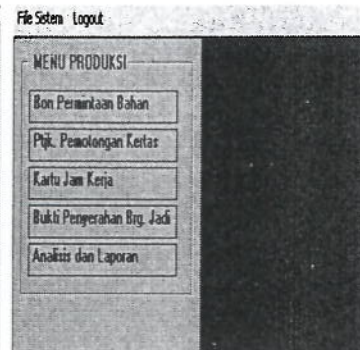 File Sistem Logout
MENU PRODUKSI
Bon Permintaan Bahan
Ptjk. Pemotongan Kertas
Kartu Jam Kerja
Bukti Penyerahan Brg. Jadi
Analisis dan Laporan